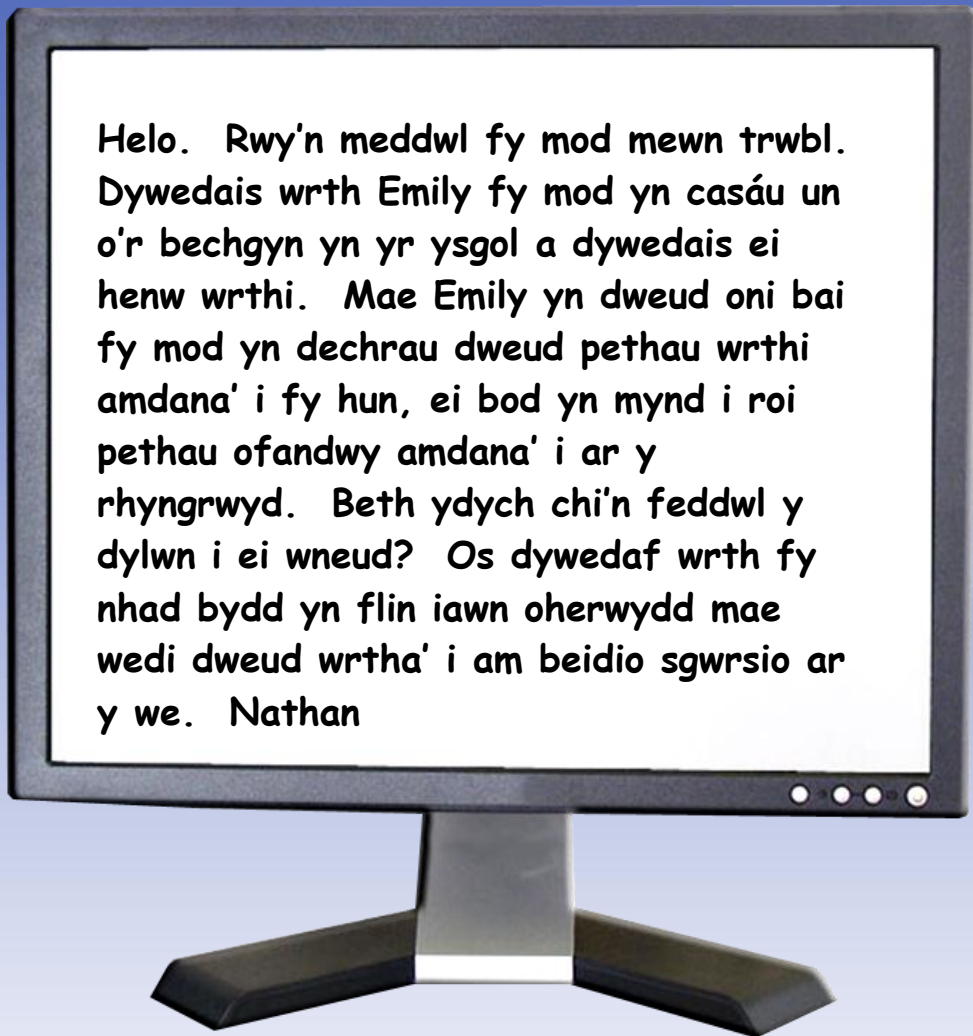 Helo.  Rwy'n meddwl fy mod mewn trwbl.
Dywedais wrth Emily fy mod yn casáu un
o'r bechgyn yn yr ysgol a dywedais ei
henw wrthi.  Mae Emily yn dweud oni bai
fy mod yn dechrau dweud pethau wrthi
amdana' i fy hun, ei bod yn mynd i roi
pethau ofandwy amdana' i ar y
rhyngrwyd.  Beth ydych chi'n feddwl y
dylwn i ei wneud?  Os dywedaf wrth fy
nhad bydd yn flin iawn oherwydd mae
wedi dweud wrtha' i am beidio sgwrsio ar
y we.  Nathan